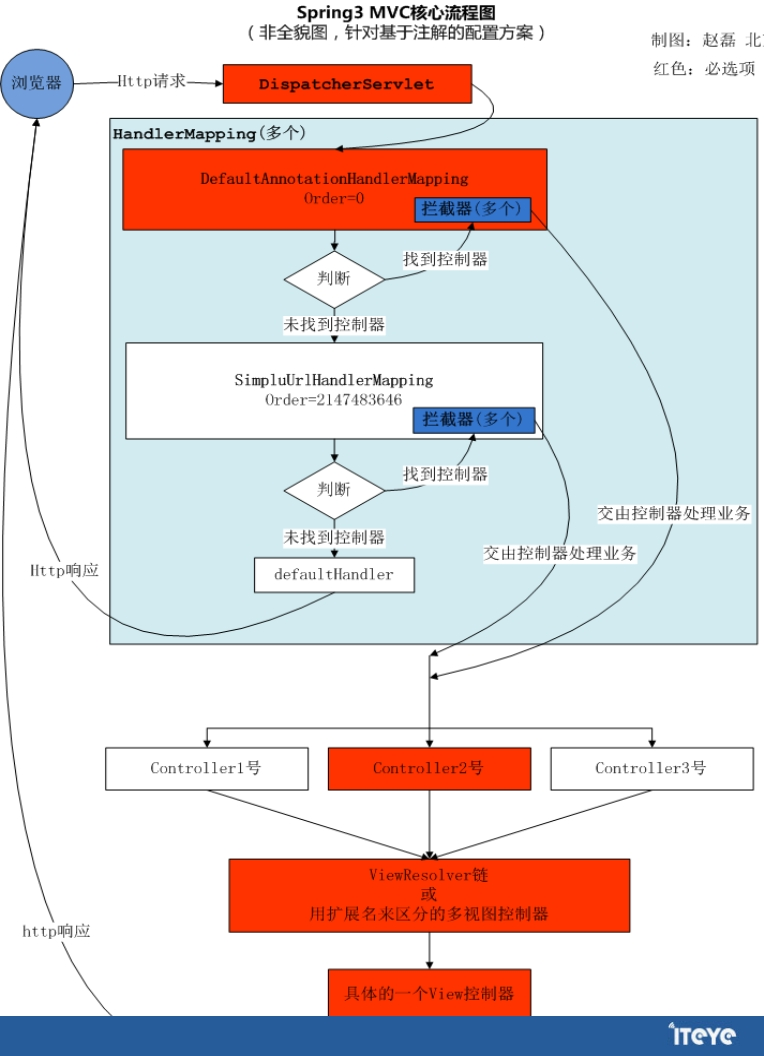 Spring3 MVC核心流程图
(非全貌图，针对基于注解的配置方案)
制图：赵磊 北
红色：必选项
浏览器
Http请求
DispatcherServlet
HandlerMapping(多个)
DefaultAnnotationHandlerMapping
Order=0
拦截器(多个)
找到控制器
判断
未找到控制器
SimpluUrlHandlerMapping
Order=2147483646
拦截器(多个)
找到控制器
判断
交由控制器处理业务
未找到控制器
交由控制器处理业务
Http响应
defaultHandler
Controller1号
Controller2号
Controller3号
ViewResolver链
或
用扩展名来区分的多视图控制器
http响应
具体的一个View控制器
ITeye